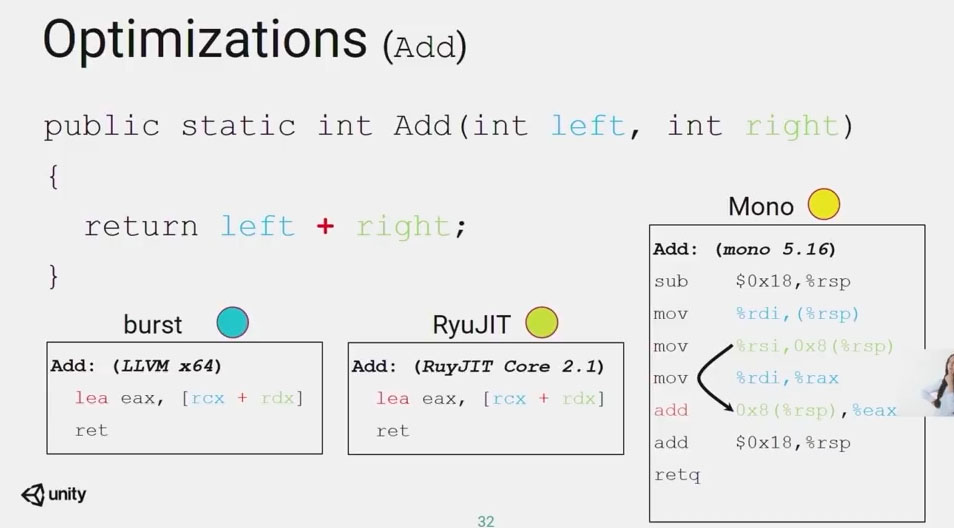 Optimizations (Add)
public static int Add(int left, int right)
{
return left + right;
}
burst
Add: (LLVM x64)
lea eax, [rcx + rdx]
ret
RyuJIT
Add: (RuyJIT Core 2.1)
lea eax, [rcx + rdx]
ret
Mono
Add: (mono 5.16)
sub $0x18,%rsp
mov %rdi,(%rsp)
mov %rsi,0x8(%rsp)
mov %rdi,%rax
add 0x8(%rsp),%eax
add $0x18,%rsp
retq
unity
32